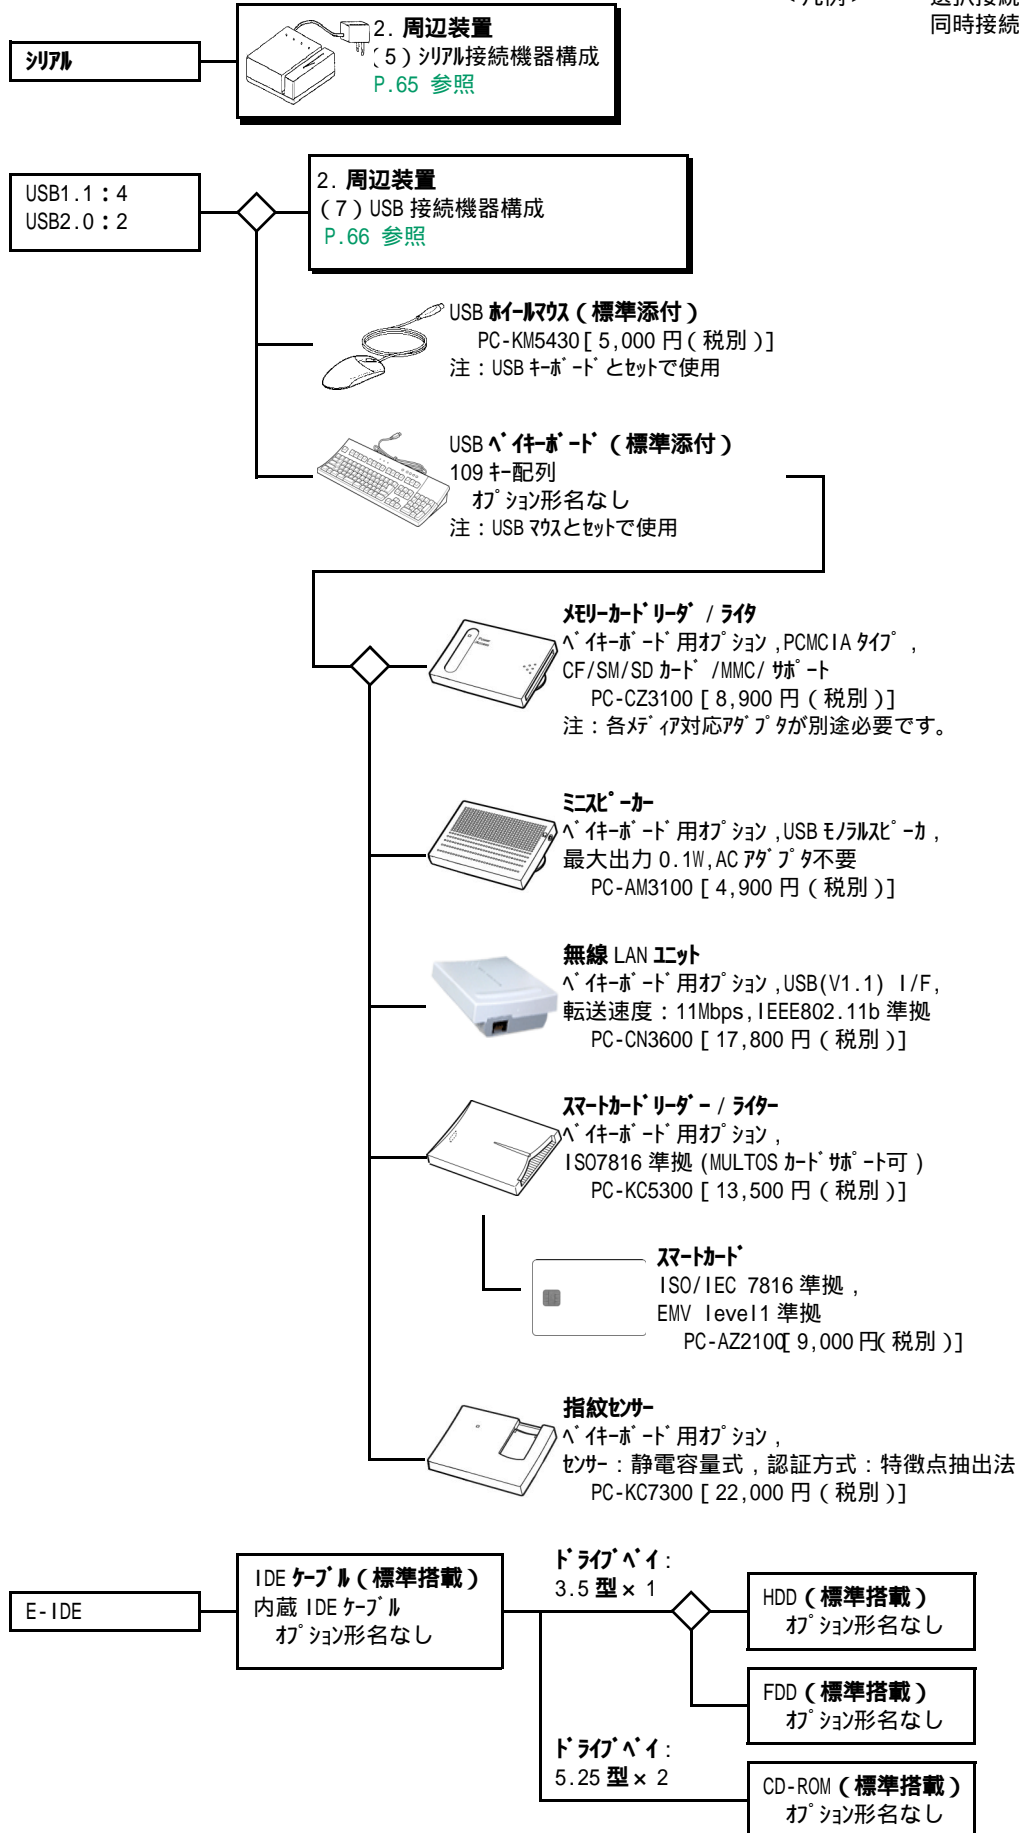 ＜凡例＞ 選択接続
同時接続
2. 周辺装置
(5) ｼﾘｱﾙ接続機器構成
P.65 参照
ｼﾘｱﾙ
USB1.1：4
USB2.0：2
2. 周辺装置
(7) USB 接続機器構成
P.66 参照
USB ﾎｲｰﾙﾏｳｽ（標準添付）
PC-KM5430[ 5,000 円( 税別 )]
注：USB ｷｰﾎﾞｰﾄﾞとｾｯﾄで使用
USB ﾍﾞｲｷｰﾎﾞｰﾄﾞ（標準添付）
109 ｷｰ配列
ｵﾌﾟｼｮﾝ形名なし
注：USB ﾏｳｽとｾｯﾄで使用
ﾒﾓﾘｰｶｰﾄﾞﾘｰﾀﾞ / ﾗｲﾀ
ﾍﾞｲｷｰﾎﾞｰﾄﾞ用ｵﾌﾟｼｮﾝ,PCMCIA ﾀｲﾌﾟ,
CF/SM/SD ｶｰﾄﾞ/MMC/ ｻﾎﾟｰﾄ
PC-CZ3100 [ 8,900 円 ( 税別 )]
注：各ﾒﾃﾞｨｱ対応ｱﾀﾞﾌﾟﾀが別途必要です。
ﾐﾆｽﾋﾟｰｶｰ
ﾍﾞｲｷｰﾎﾞｰﾄﾞ用ｵﾌﾟｼｮﾝ,USB ﾓﾉﾗﾙｽﾋﾟｰｶ,
最大出力 0.1W,AC ｱﾀﾞﾌﾟﾀ不要
PC-AM3100 [ 4,900 円 ( 税別 )]
無線 LAN ﾕﾆｯﾄ
ﾍﾞｲｷｰﾎﾞｰﾄﾞ用ｵﾌﾟｼｮﾝ,USB(V1.1) I/F,
転送速度：11Mbps,IEEE802.11b 準拠
PC-CN3600 [ 17,800 円 ( 税別 )]
ｽﾏｰﾄｶｰﾄﾞﾘｰﾀﾞｰ / ﾗｲﾀｰ
ﾍﾞｲｷｰﾎﾞｰﾄﾞ用ｵﾌﾟｼｮﾝ,
ISO7816 準拠 (MULTOS ｶｰﾄﾞｻﾎﾟｰﾄ可 )
PC-KC5300 [ 13,500 円 ( 税別 )]
ｽﾏｰﾄｶｰﾄﾞ
ISO/IEC 7816 準拠,
EMV level1 準拠
PC-AZ2100[ 9,000 円( 税別 )]
指紋ｾﾝｻｰ
ﾍﾞｲｷｰﾎﾞｰﾄﾞ用ｵﾌﾟｼｮﾝ,
ｾﾝｻｰ：静電容量式,認証方式：特徴点抽出法
PC-KC7300 [ 22,000 円 ( 税別 )]
E-IDE
IDE ｹｰﾌﾞﾙ（標準搭載）
内蔵 IDE ｹｰﾌﾞﾙ
ｵﾌﾟｼｮﾝ形名なし
ﾄﾞﾗｲﾌﾞﾍﾞｲ：
3.5 型× 1
HDD（標準搭載）
ｵﾌﾟｼｮﾝ形名なし
FDD（標準搭載）
ｵﾌﾟｼｮﾝ形名なし
ﾄﾞﾗｲﾌﾞﾍﾞｲ：
5.25 型× 2
CD-ROM（標準搭載）
ｵﾌﾟｼｮﾝ形名なし